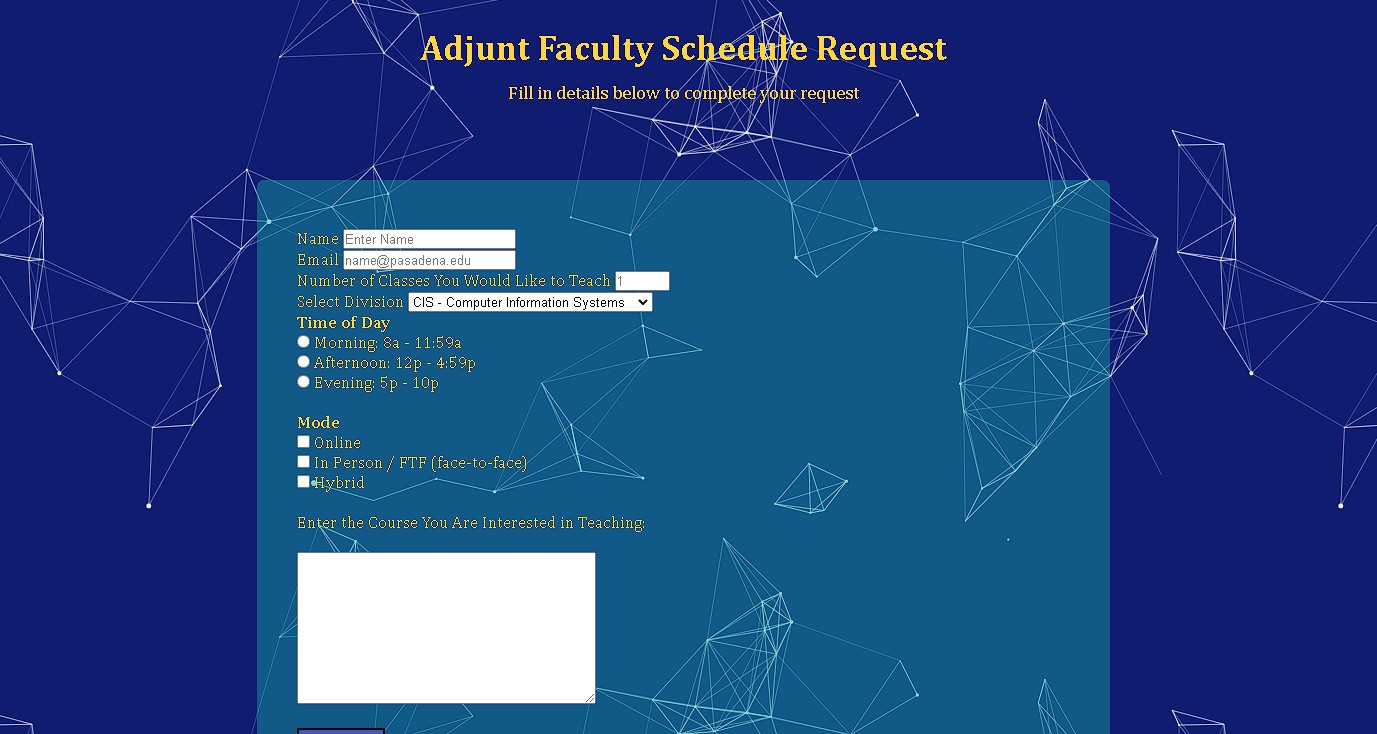 Adjunt Faculty Schedule Request
Fill in details below to complete your request
Name Enter Name
Email name@pasadena.edu
Number of Classes You Would Like to Teach 1
Select Division CIS - Computer Information Systems
Time of Day
Morning: 8a - 11:59a
Afternoon: 12p - 4:59p
Evening: 5p - 10p
Mode
Online
In Person / FTF (face-to-face)
Hybrid
Enter the Course You Are Interested in Teaching: